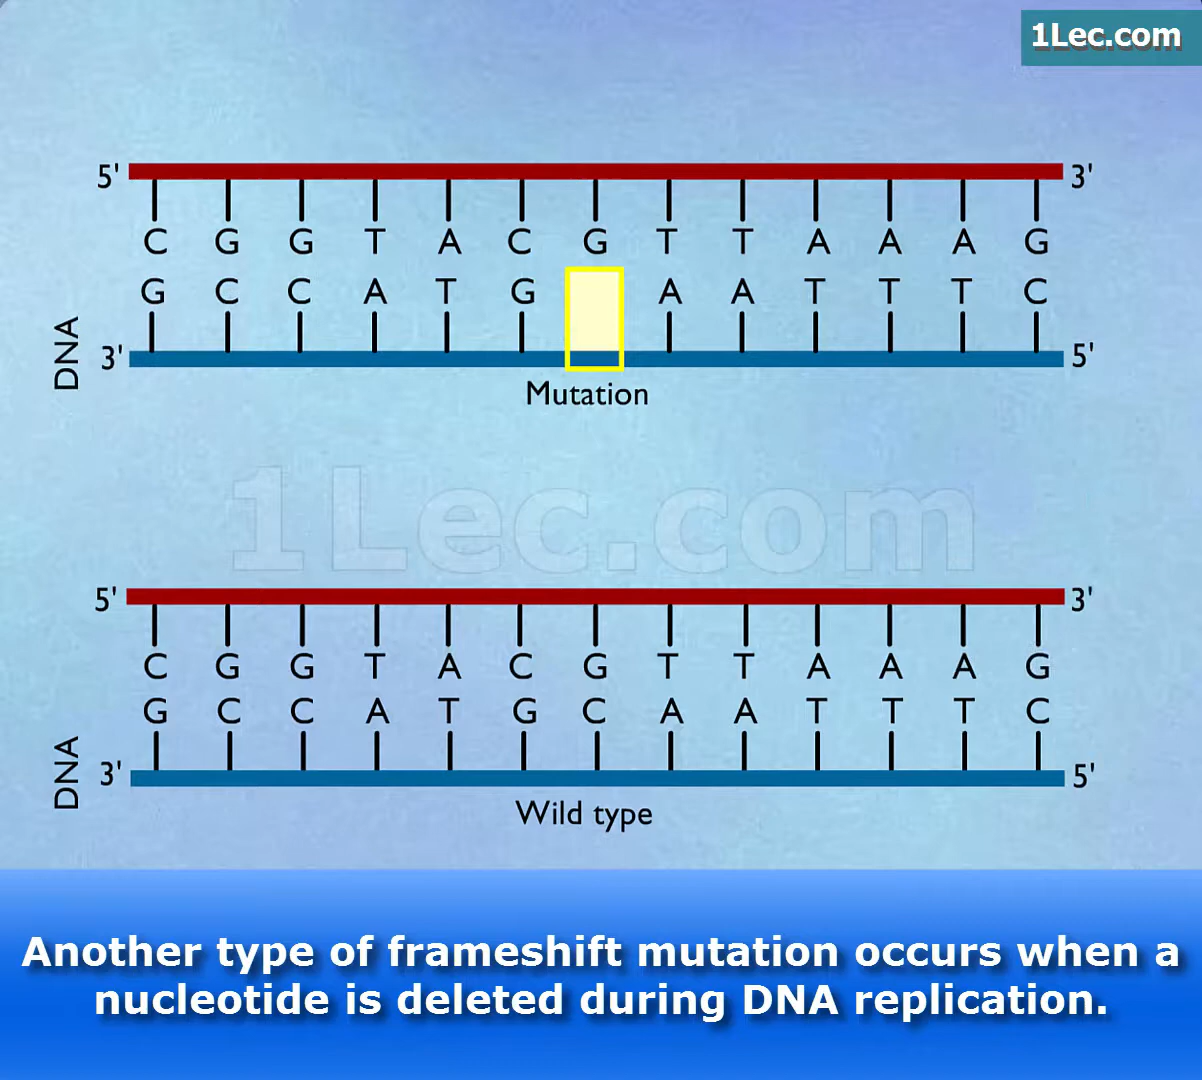 1Lec.com
5' 3'
C G G T A C G T T A A A G
G C C A T G A A T T T C
DNA
3' 5'
Mutation
1Lec.com
5' 3'
C G G T A C G T T A A A G
G C C A T G C A A T T T C
DNA
3' 5'
Wild type
Another type of frameshift mutation occurs when a
nucleotide is deleted during DNA replication.